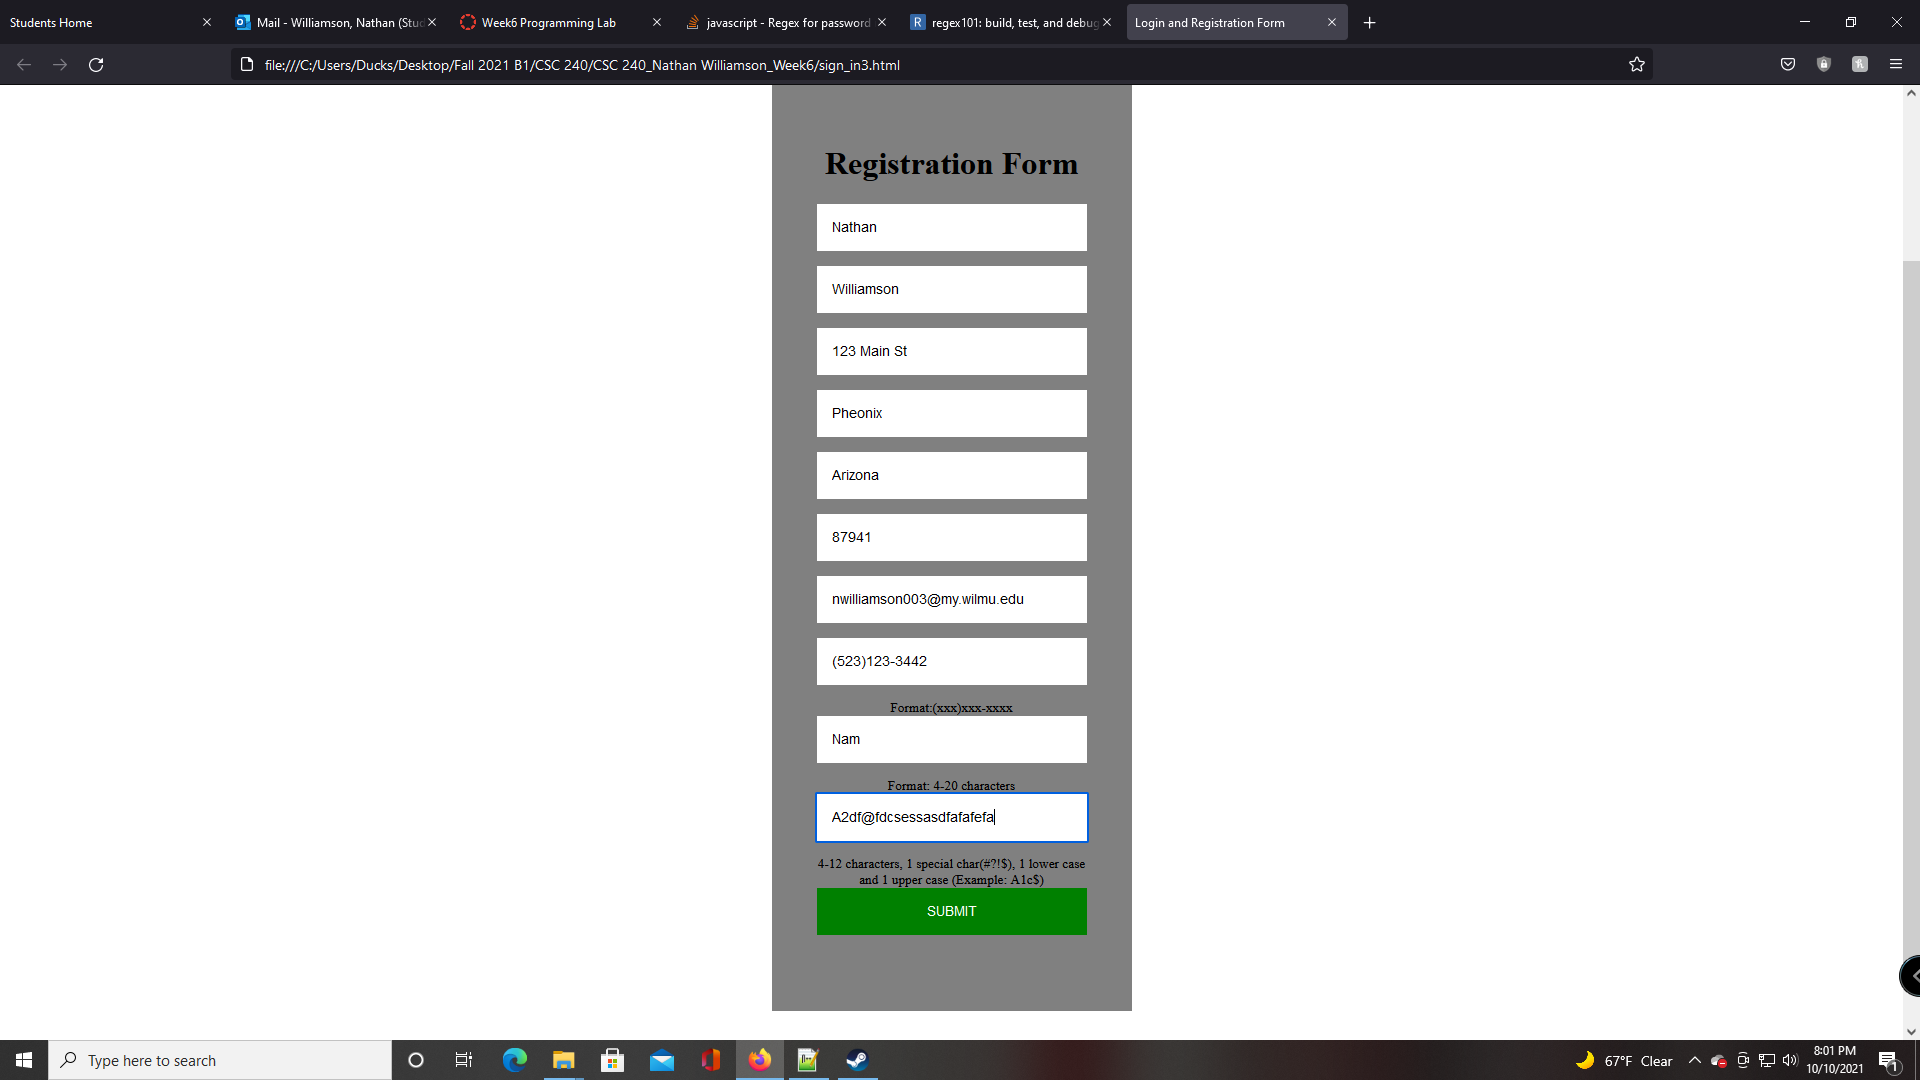 Students Home
Mail - Williamson, Nathan (Stud
Week6 Programming Lab
javascript - Regex for password
regex101: build, test, and debug
Login and Registration Form
file:///C:/Users/Ducks/Desktop/Fall 2021 B1/CSC 240/CSC 240_Nathan Williamson_Week6/sign_in3.html
Registration Form
Nathan
Williamson
123 Main St
Pheonix
Arizona
87941
nwilliamson003@my.wilmu.edu
(523)123-3442
Format:(xxx)xxx-xxxx
Nam
Format: 4-20 characters
A2df@fdcsessasdfafafefa
4-12 characters, 1 special char(#?!$), 1 lower case
and 1 upper case (Example: A1c$)
SUBMIT
Type here to search
67°F Clear
8:01 PM
10/10/2021
1